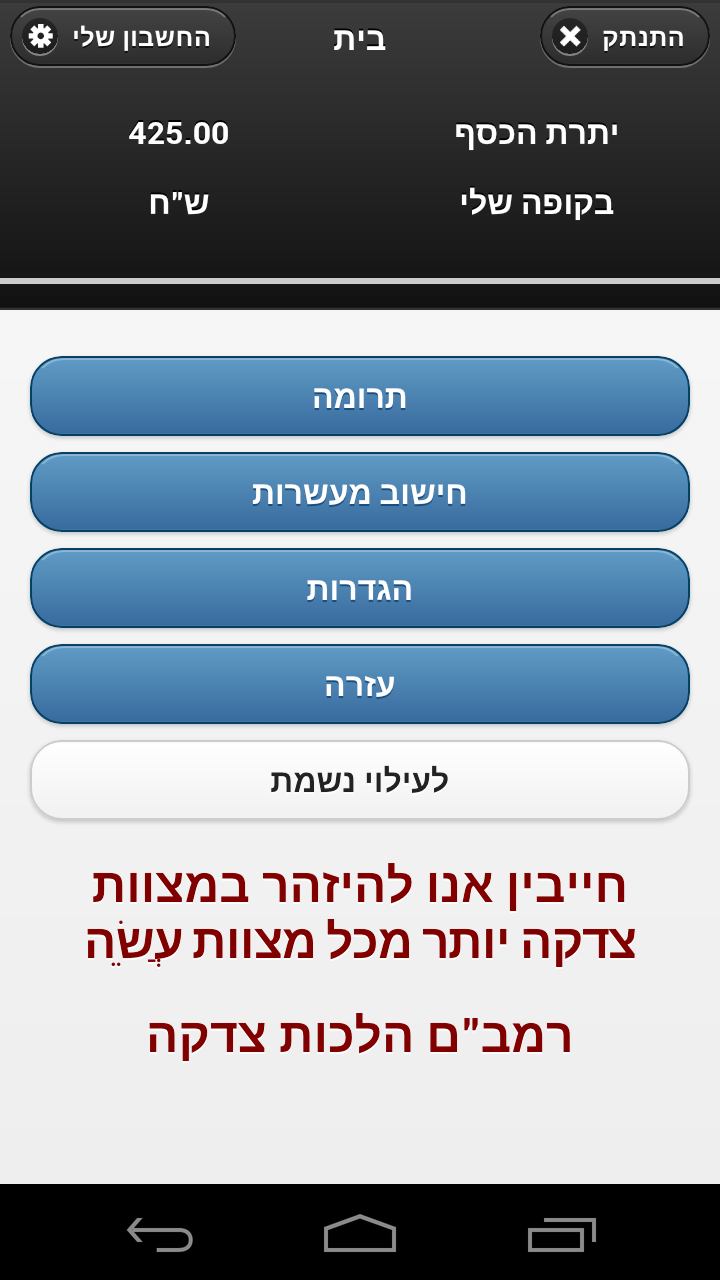 התנתק
בית
החשבון שלי
יתרת הכסף
425.00
בקופה שלי
ש"ח
תרומה
חישוב מעשרות
הגדרות
עזרה
לעילוי נשמת
חייבין אנו להיזהר במצוות
צדקה יותר מכל מצוות עֲשֹׂה
רמב"ם הלכות צדקה